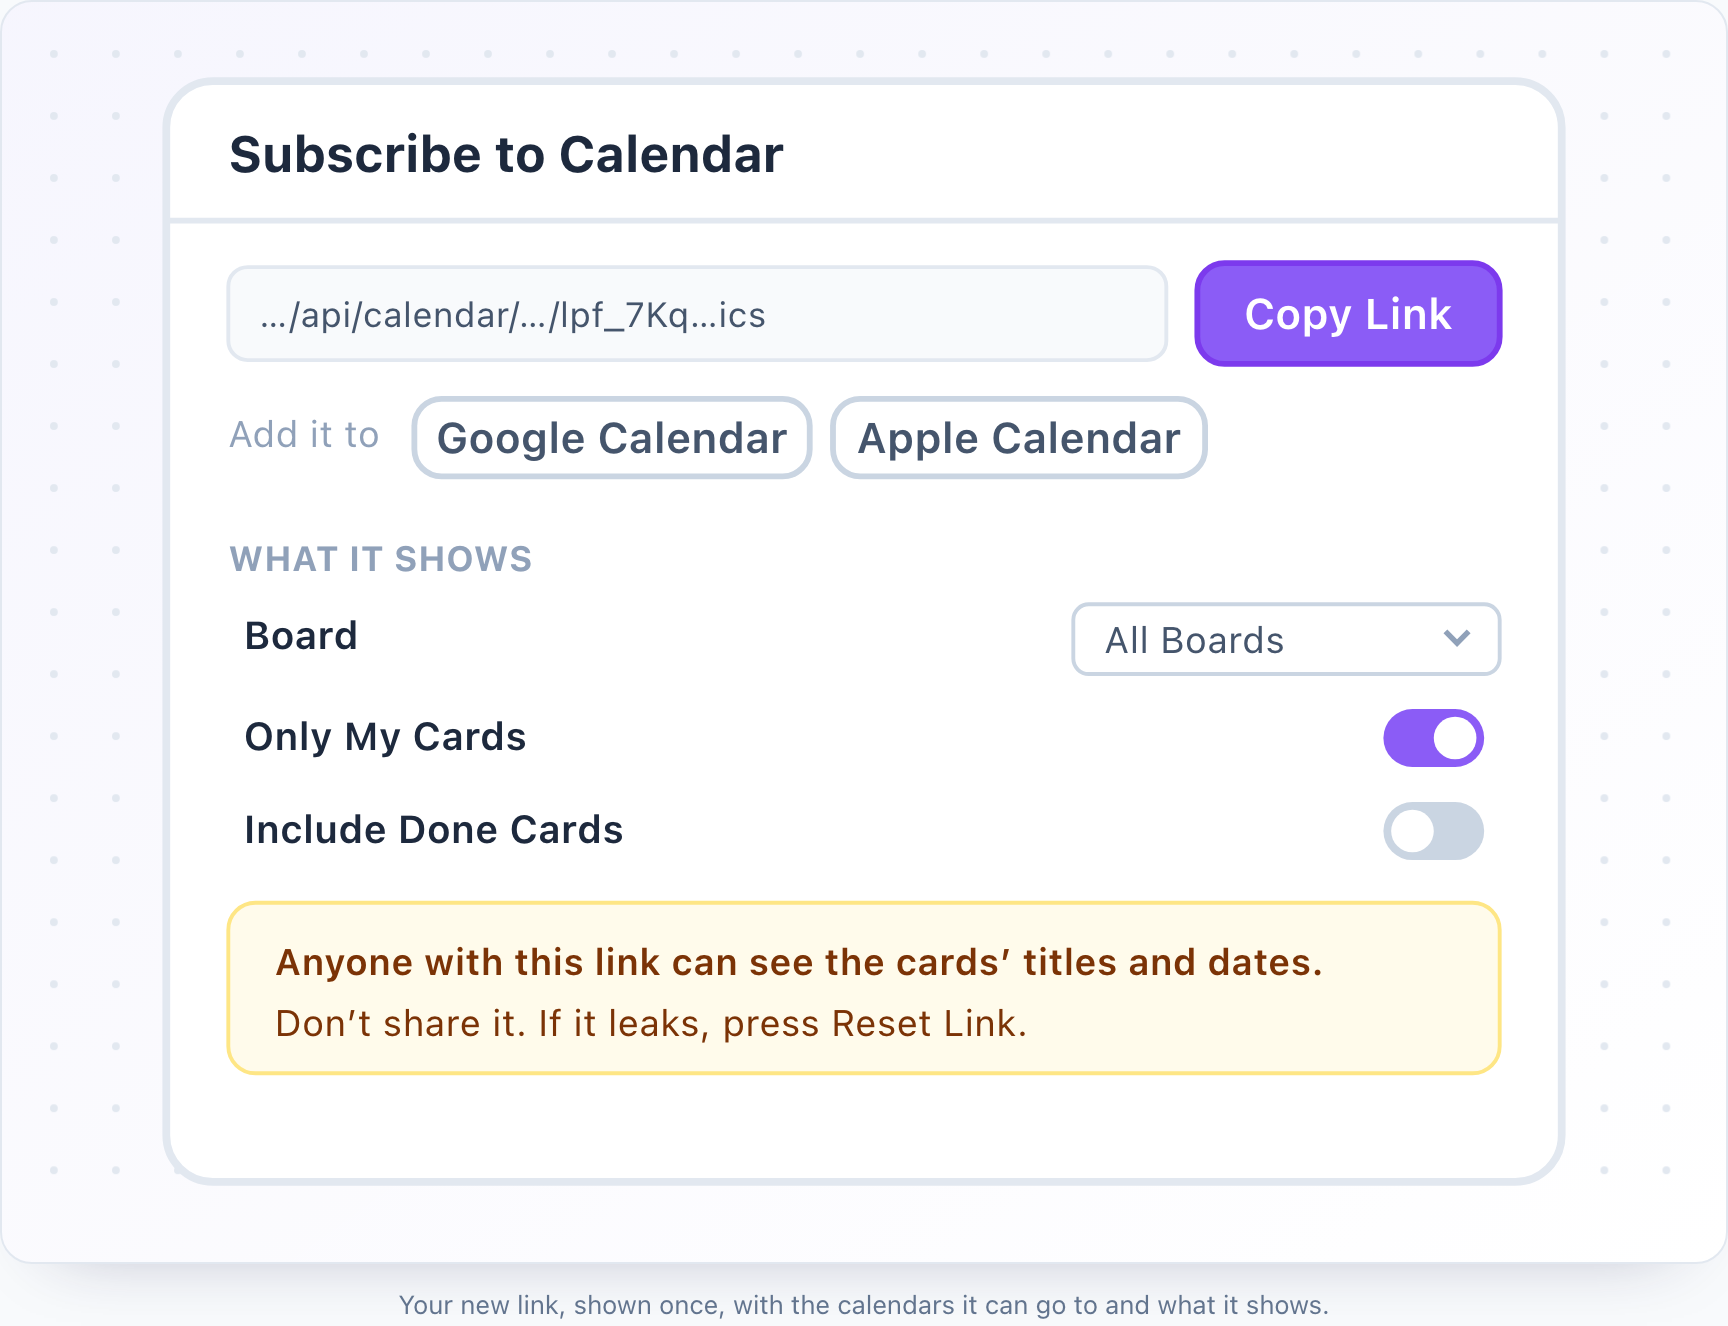 Subscribe to Calendar
.../api/calendar/.../lpf_7Kq...ics
Copy Link
Add it to
Google Calendar
Apple Calendar
WHAT IT SHOWS
Board
All Boards
Only My Cards
Include Done Cards
Anyone with this link can see the cards’ titles and dates.
Don’t share it. If it leaks, press Reset Link.
Your new link, shown once, with the calendars it can go to and what it shows.